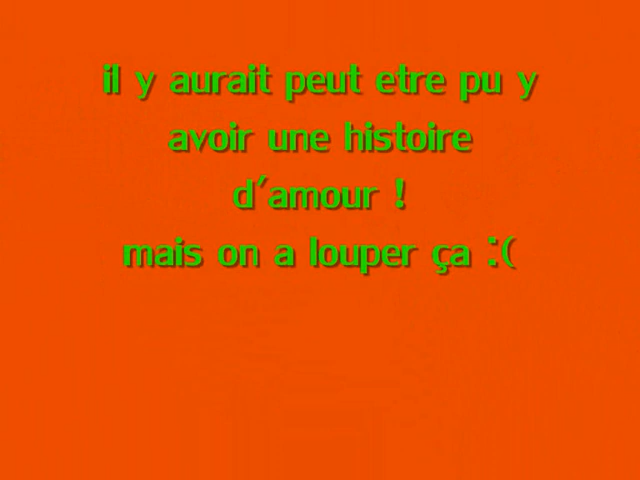 il y aurait peut etre pu y
avoir une histoire
d'amour !
mais on a louper ça :(